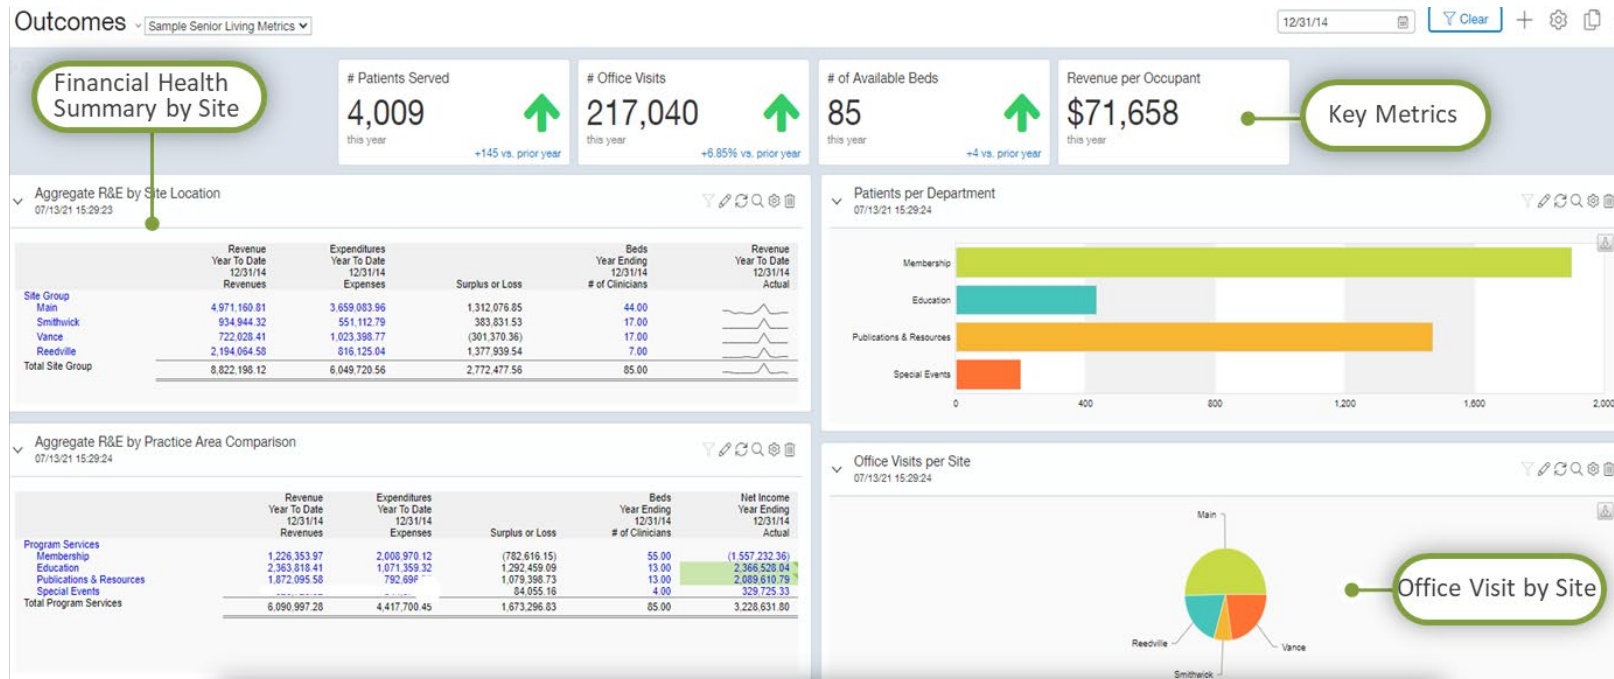 Outcomes
Sample Senior Living Metrics
12/31/14
Clear
Financial Health
Summary by Site
# Patients Served
4,009
this year
+145 vs. prior year
# Office Visits
217,040
this year
+6.85% vs. prior year
# of Available Beds
85
this year
+4 vs. prior year
Revenue per Occupant
$71,658
this year
Key Metrics
Aggregate R&E by Site Location
07/13/21 15:29:23
Revenue Expenditures Beds Revenue
Year To Date Year To Date Year Ending Year To Date
12/31/14 12/31/14 12/31/14 12/31/14
Revenues Expenses Surplus or Loss # of Clinicians Actual
Site Group
Main 4,971,160.81 3,659,083.96 1,312,076.85 44.00
Smithwick 934,944.32 551,112.79 383,831.53 17.00
Vance 722,028.41 1,023,398.77 (301,370.36) 17.00
Reedville 2,194,064.58 816,125.04 1,377,939.54 7.00
Total Site Group 8,822,198.12 6,049,720.56 2,772,477.56 85.00
Patients per Department
07/13/21 15:29:24
Membership
Education
Publications & Resources
Special Events
0 400 800 1,200 1,600 2,000
Aggregate R&E by Practice Area Comparison
07/13/21 15:29:24
Revenue Expenditures Beds Net Income
Year To Date Year To Date Year Ending Year Ending
12/31/14 12/31/14 12/31/14 12/31/14
Revenues Expenses Surplus or Loss # of Clinicians Actual
Program Services
Membership 1,226,353.97 2,008,970.12 (782,616.15) 55.00 (1,557,232.36)
Education 2,363,818.41 1,071,359.32 1,292,459.09 13.00 2,366,528.04
Publications & Resources 1,872,095.58 1,079,398.73 13.00 2,089,610.79
Special Events 84,055.16 4.00 329,725.33
Total Program Services 6,090,997.28 4,417,700.45 1,673,296.83 85.00 3,228,631.80
Office Visits per Site
07/13/21 15:29:24
Main
Reedville
Smithwick
Vance
Office Visit by Site